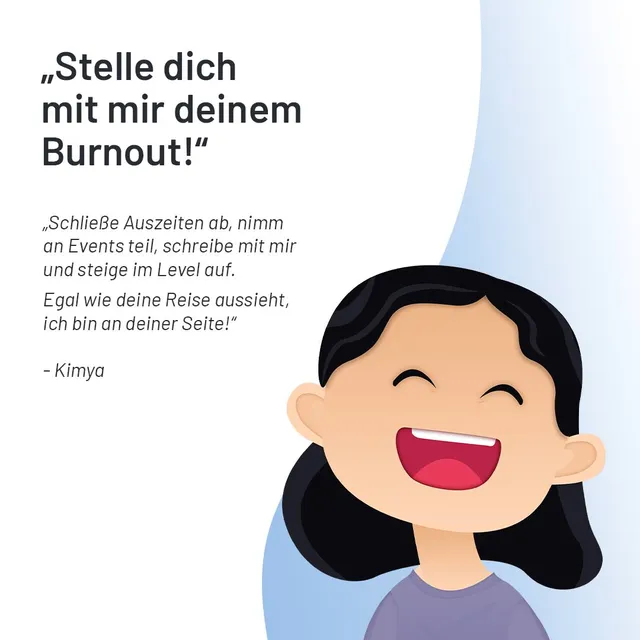 „Stelle dich
mit mir deinem
Burnout!“
„Schließe Auszeiten ab, nimm
an Events teil, schreibe mit mir
und steige im Level auf.
Egal wie deine Reise aussieht,
ich bin an deiner Seite!“
- Kimya